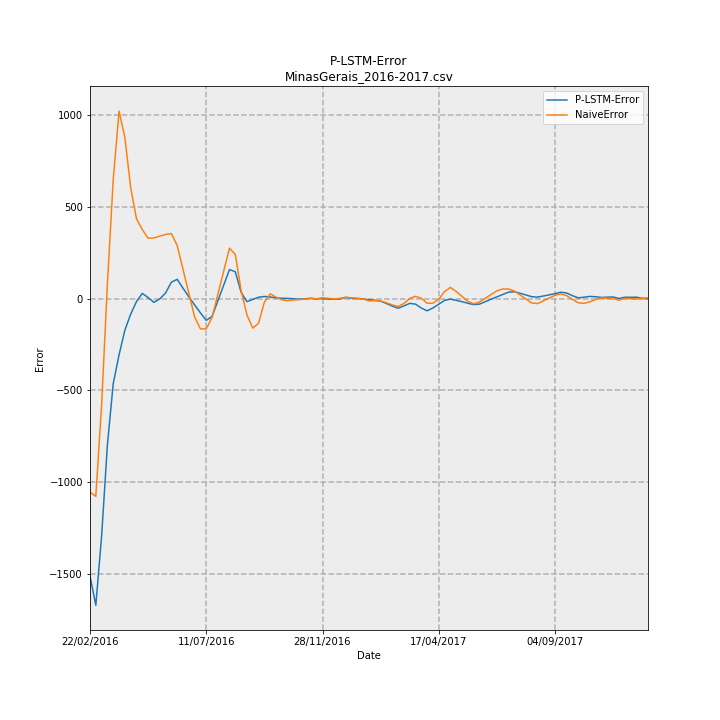 P-LSTM-Error
MinasGerais_2016-2017.csv
P-LSTM-Error
NaiveError
1000
500
0
−500
−1000
−1500
Error
22/02/2016
11/07/2016
28/11/2016
17/04/2017
04/09/2017
Date